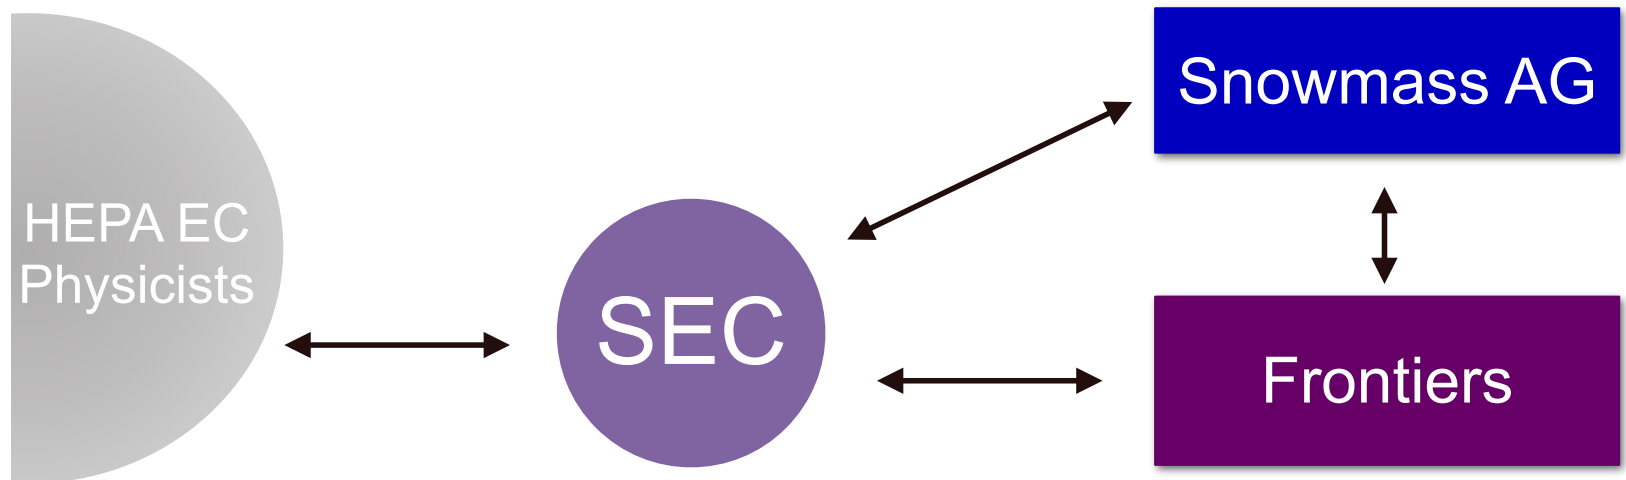 HEPA EC
Physicists
SEC
Snowmass AG
Frontiers